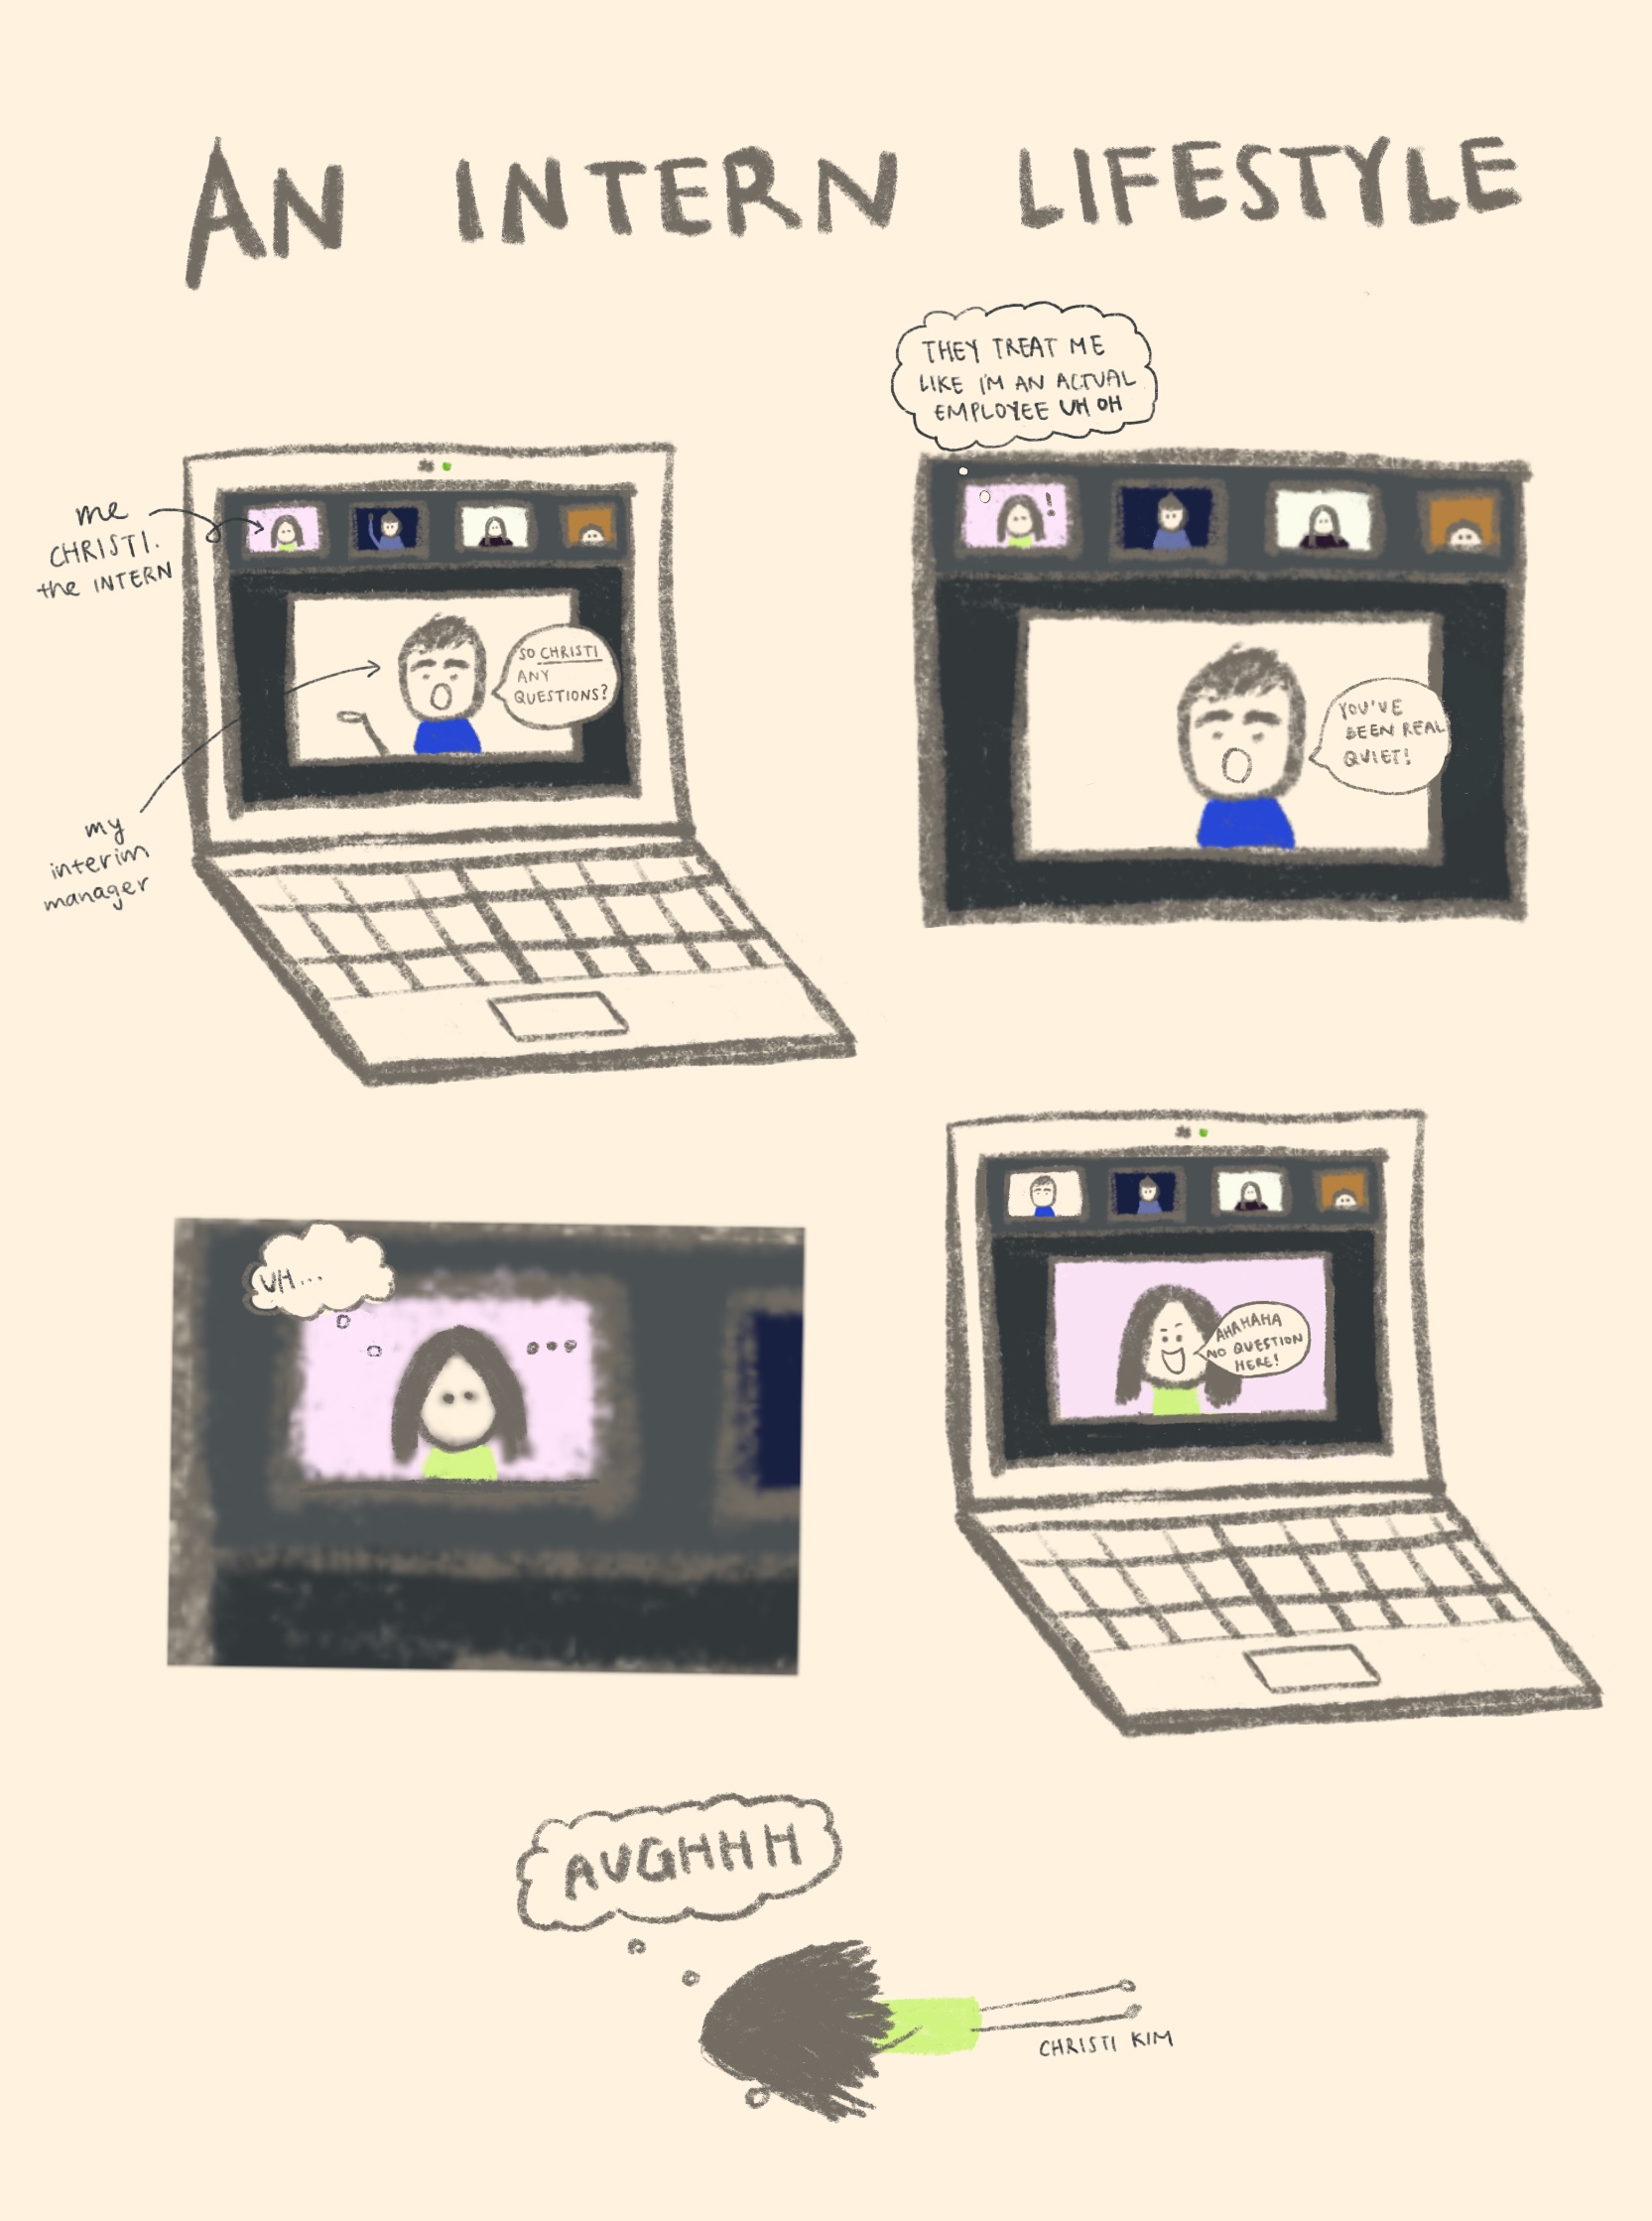 AN INTERN LIFESTYLE
me
CHRISTI.
the INTERN
SO CHRISTI
ANY
QUESTIONS?
my
interim
manager
THEY TREAT ME
LIKE I'M AN ACTUAL
EMPLOYEE UH OH
YOU'VE
BEEN REAL
QUIET!
!
UH...
...
AHAHAHA
NO QUESTION
HERE!
AUGHHH
CHRISTI KIM